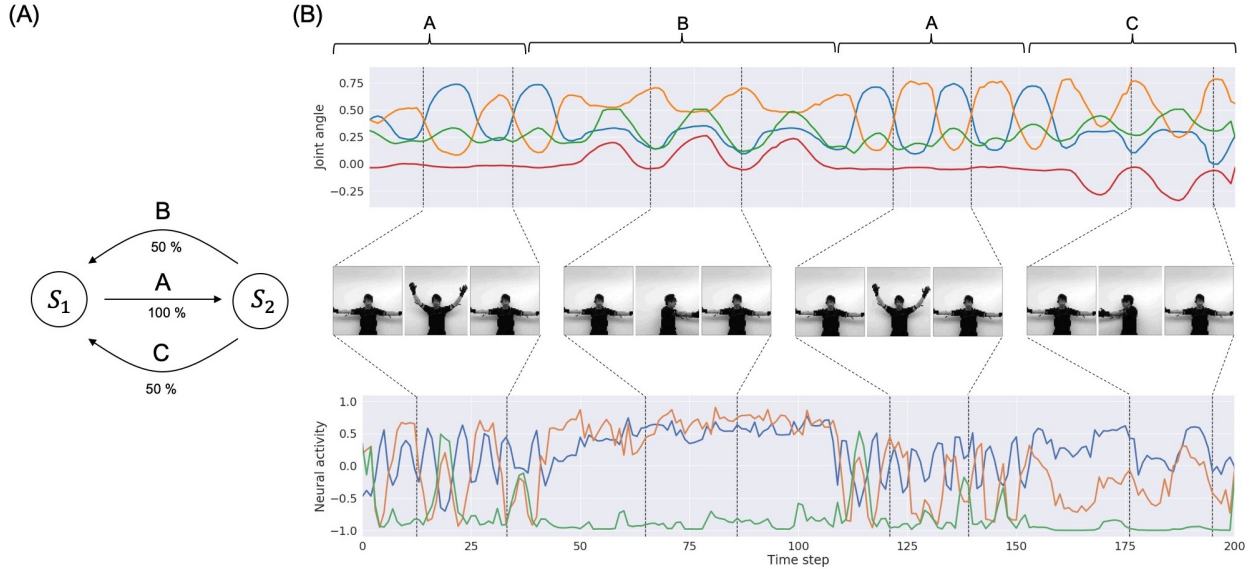 (A)
B
50 %
S1
A
100 %
S2
C
50 %
(B)
A B A C
Joint angle
0.75
0.50
0.25
0.00
−0.25
Neural activity
1.0
0.5
0.0
−0.5
−1.0
0 25 50 75 100 125 150 175 200
Time step